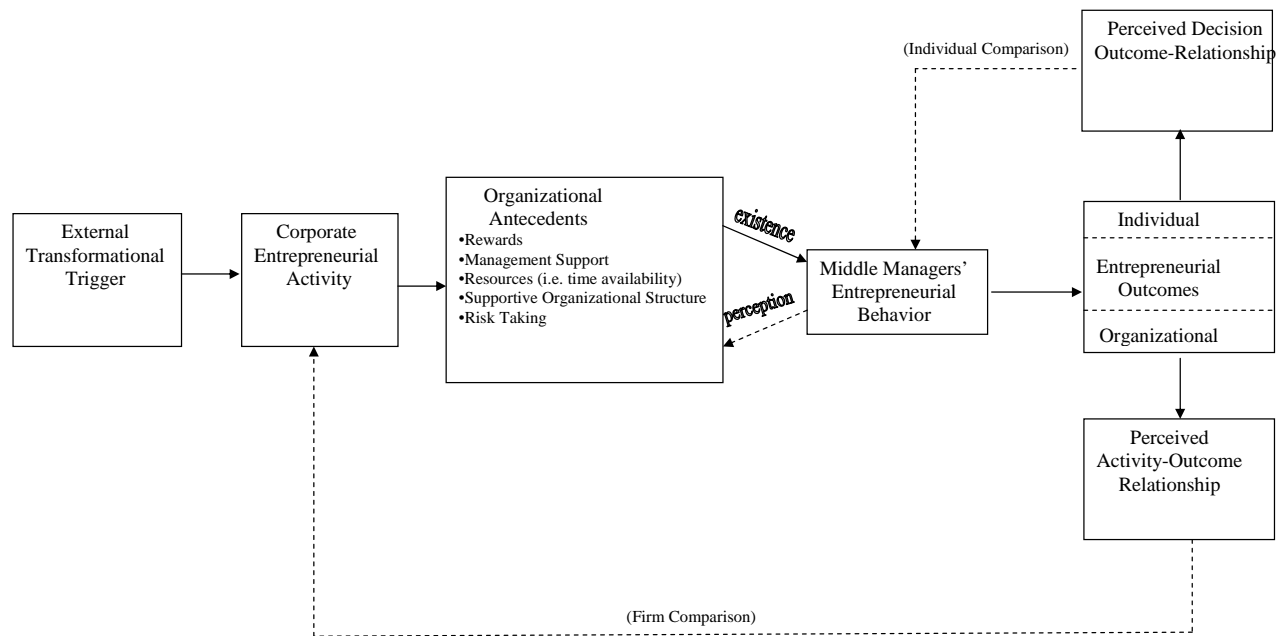 Perceived Decision
Outcome-Relationship
(Individual Comparison)
External
Transformational
Trigger
Corporate
Entrepreneurial
Activity
Organizational
Antecedents
•Rewards
•Management Support
•Resources (i.e. time availability)
•Supportive Organizational Structure
•Risk Taking
existence
perception
Middle Managers’
Entrepreneurial
Behavior
Individual
Entrepreneurial
Outcomes
Organizational
Perceived
Activity-Outcome
Relationship
(Firm Comparison)